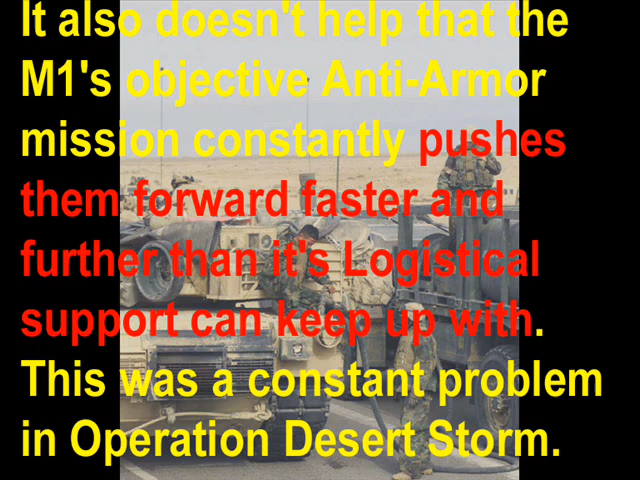 It also doesn't help that the
M1's objective Anti-Armor
mission constantly pushes
them forward faster and
further than it's Logistical
support can keep up with.
This was a constant problem
in Operation Desert Storm.